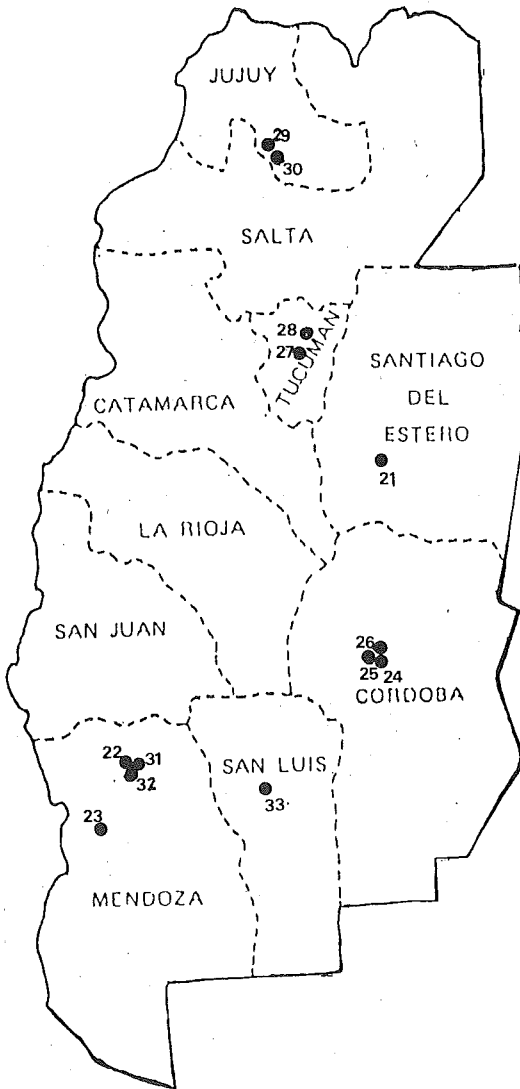 JUJUY
29
30
SALTA
28
27
TUCUMAN
SANTIAGO
DEL
ESTERO
CATAMARCA
21
LA RIOJA
SAN JUAN
26
25 24
CORDOBA
22 31
32
SAN LUIS
33
23
MENDOZA